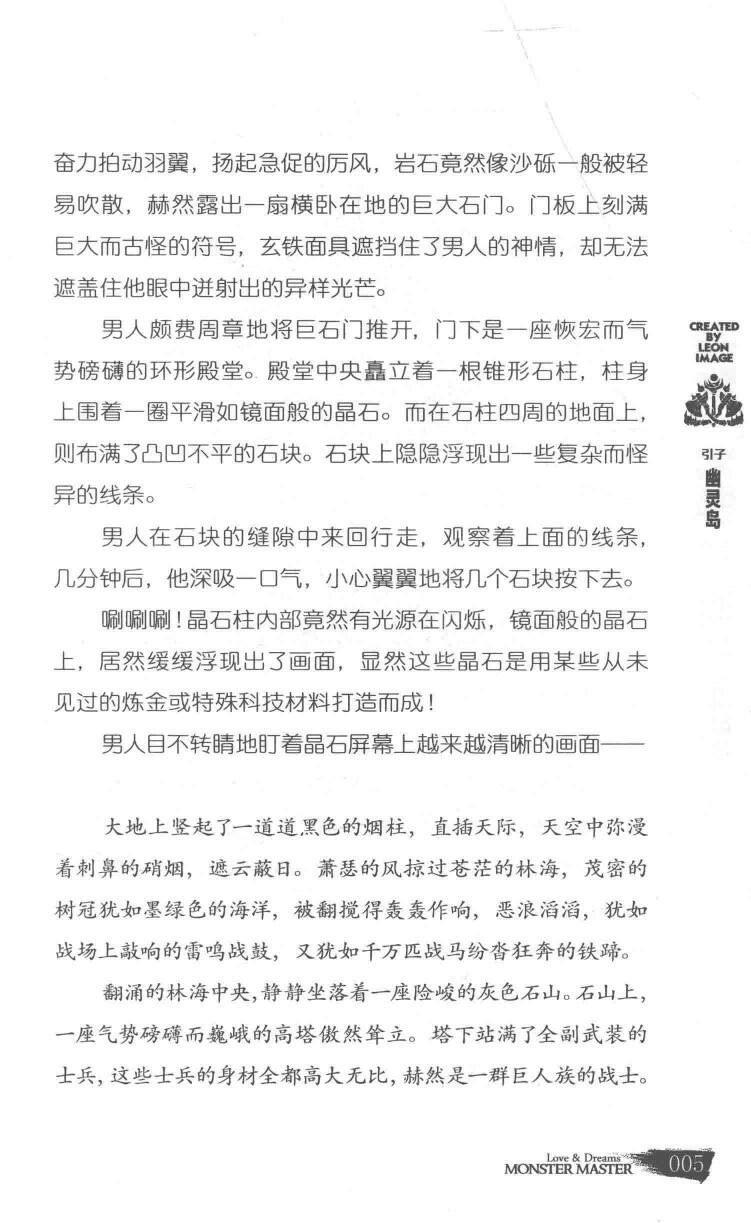 奋力拍动羽翼，扬起急促的厉风，岩石竟然像沙砾一般被轻
易吹散，赫然露出一扇横卧在地的巨大石门。门板上刻满
巨大而古怪的符号，玄铁面具遮挡住了男人的神情，却无法
遮盖住他眼中迸射出的异样光芒。
男人颇费周章地将巨石门推开，门下是一座恢宏而气
势磅礴的环形殿堂。殿堂中央矗立着一根锥形石柱，柱身
上围着一圈平滑如镜面般的晶石。而在石柱四周的地面上，
则布满了凸凹不平的石块。石块上隐隐浮现出一些复杂而怪
异的线条。
男人在石块的缝隙中来回行走，观察着上面的线条，
几分钟后，他深吸一口气，小心翼翼地将几个石块按下去。
唰唰唰！晶石柱内部竟然有光源在闪烁，镜面般的晶石
上，居然缓缓浮现出了画面，显然这些晶石是用某些从未
见过的炼金或特殊科技材料打造而成！
男人目不转睛地盯着晶石屏幕上越来越清晰的画面——
大地上竖起了一道道黑色的烟柱，直插天际，天空中弥漫
着刺鼻的硝烟，遮云蔽日。萧瑟的风掠过苍茫的林海，茂密的
树冠犹如墨绿色的海洋，被翻搅得轰轰作响，恶浪滔滔，犹如
战场上敲响的雷鸣战鼓，又犹如千万匹战马纷沓狂奔的铁蹄。
翻涌的林海中央，静静坐落着一座险峻的灰色石山。石山上，
一座气势磅礴而巍峨的高塔傲然耸立。塔下站满了全副武装的
士兵，这些士兵的身材全都高大无比，赫然是一群巨人族的战士。
CREATED
BY
LEON
IMAGE
引子
幽灵岛
Love & Dreams
MONSTER MASTER
005